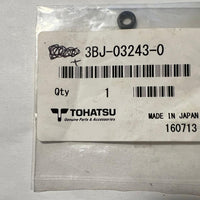 3BJ-03243-0
Qty 1
TOHATSU
Genuine Parts & Accessories
MADE IN JAPAN
160713